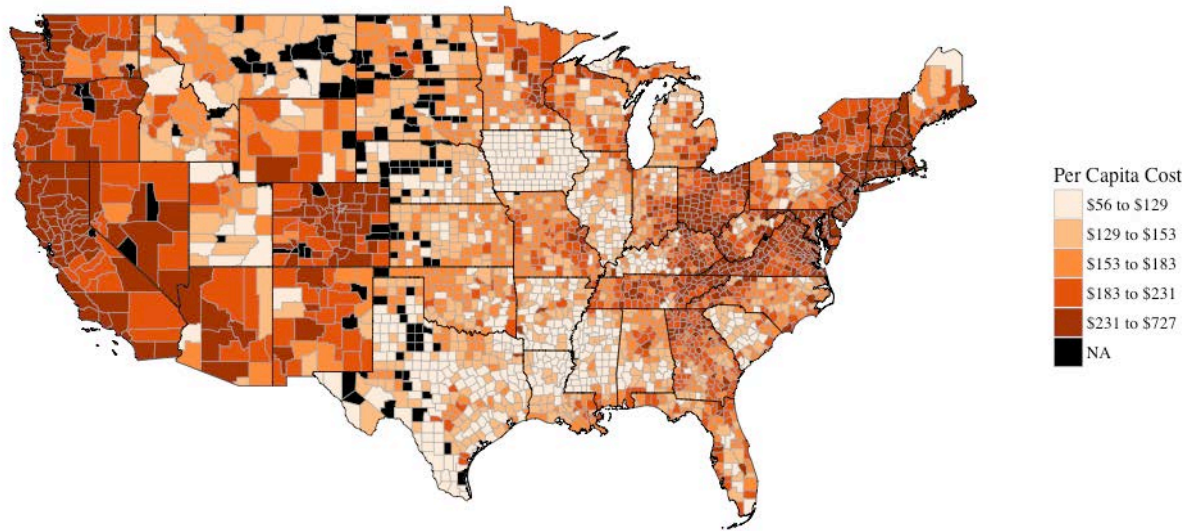 Per Capita Cost
$56 to $129
$129 to $153
$153 to $183
$183 to $231
$231 to $727
NA